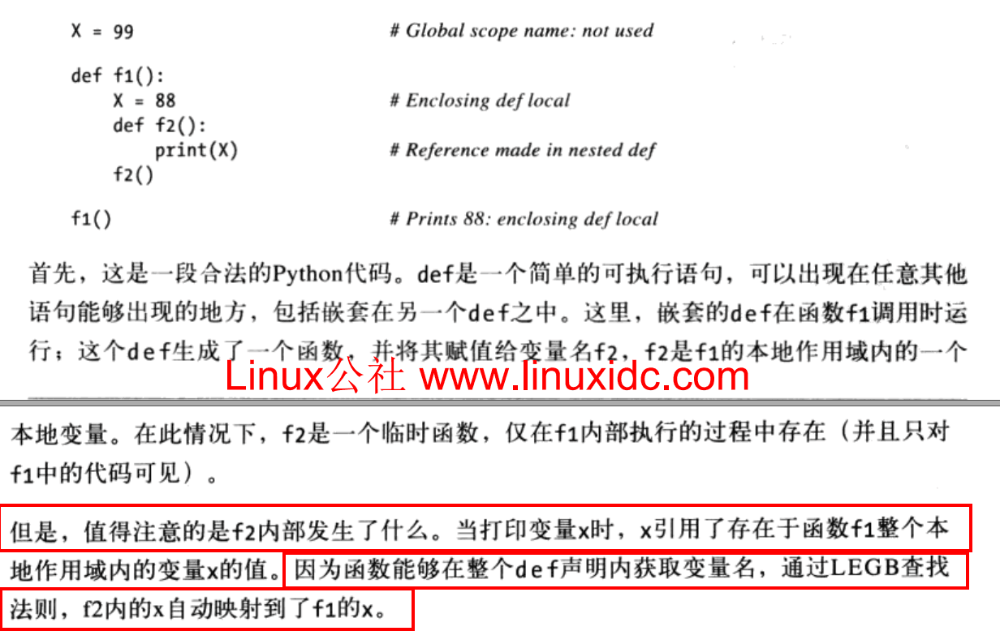 X = 99 # Global scope name: not used
def f1():
X = 88 # Enclosing def local
def f2():
print(X) # Reference made in nested def
f2()
f1() # Prints 88: enclosing def local
首先，这是一段合法的Python代码。def是一个简单的可执行语句，可以出现在任意其他
语句能够出现的地方，包括嵌套在另一个def之中。这里，嵌套的def在函数f1调用时运
行；这个def生成了一个函数，并将其赋值给变量名f2，f2是f1的本地作用域内的一个
Linux公社 www.linuxidc.com
本地变量。在此情况下，f2是一个临时函数，仅在f1内部执行的过程中存在（并且只对
f1中的代码可见）。
但是，值得注意的是f2内部发生了什么。当打印变量x时，x引用了存在于函数f1整个本
地作用域内的变量x的值。因为函数能够在整个def声明内获取变量名，通过LEGB查找
法则，f2内的x自动映射到了f1的x。